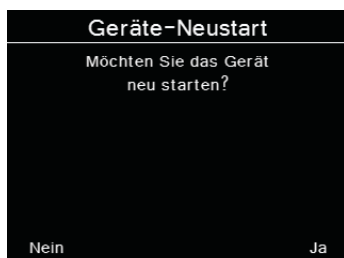 Geräte-Neustart
Möchten Sie das Gerät
neu starten?
Nein Ja